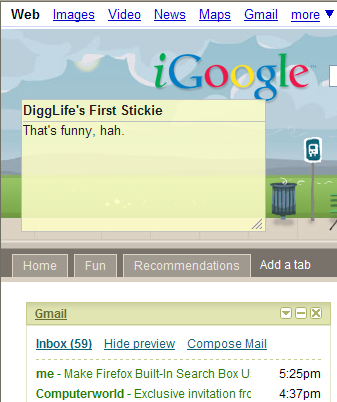 Web Images Video News Maps Gmail more ▼
iGoogle™
DiggLife's First Stickie
That's funny, hah.
Home Fun Recommendations Add a tab
Gmail
Inbox (59) Hide preview Compose Mail
me - Make Firefox Built-In Search Box U 5:25pm
Computerworld - Exclusive invitation fro 4:37pm